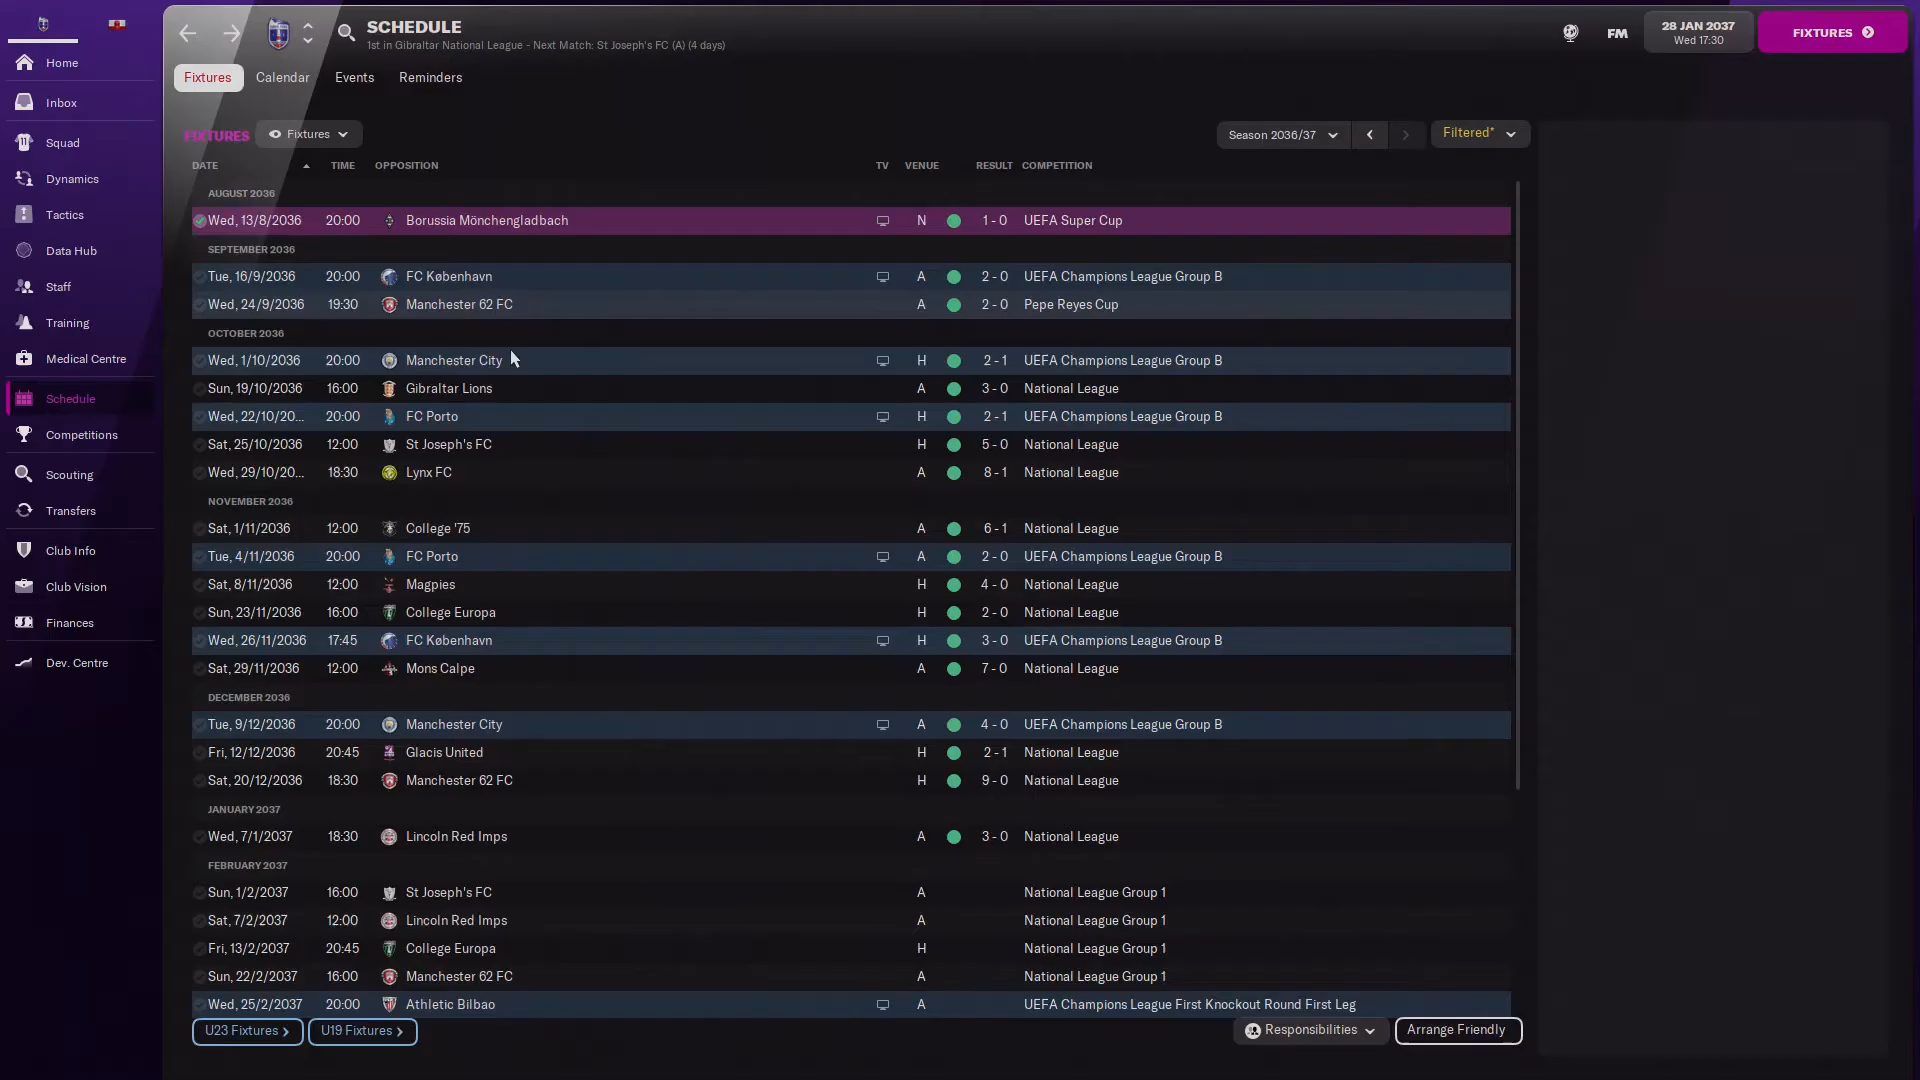 SCHEDULE
1st in Gibraltar National League - Next Match: St Joseph's FC (A) (4 days)
FM
28 JAN 2037
Wed 17:30
FIXTURES
Home
Inbox
Squad
Dynamics
Tactics
Data Hub
Staff
Training
Medical Centre
Schedule
Competitions
Scouting
Transfers
Club Info
Club Vision
Finances
Dev. Centre
Fixtures Calendar Events Reminders
FIXTURES Fixtures Season 2036/37 Filtered*
DATE TIME OPPOSITION TV VENUE RESULT COMPETITION
AUGUST 2036
Wed, 13/8/2036 20:00 Borussia Mönchengladbach N 1 - 0 UEFA Super Cup
SEPTEMBER 2036
Tue, 16/9/2036 20:00 FC København A 2 - 0 UEFA Champions League Group B
Wed, 24/9/2036 19:30 Manchester 62 FC A 2 - 0 Pepe Reyes Cup
OCTOBER 2036
Wed, 1/10/2036 20:00 Manchester City H 2 - 1 UEFA Champions League Group B
Sun, 19/10/2036 16:00 Gibraltar Lions A 3 - 0 National League
Wed, 22/10/20... 20:00 FC Porto H 2 - 1 UEFA Champions League Group B
Sat, 25/10/2036 12:00 St Joseph's FC H 5 - 0 National League
Wed, 29/10/20... 18:30 Lynx FC A 8 - 1 National League
NOVEMBER 2036
Sat, 1/11/2036 12:00 College '75 A 6 - 1 National League
Tue, 4/11/2036 20:00 FC Porto A 2 - 0 UEFA Champions League Group B
Sat, 8/11/2036 12:00 Magpies H 4 - 0 National League
Sun, 23/11/2036 16:00 College Europa H 2 - 0 National League
Wed, 26/11/2036 17:45 FC København H 3 - 0 UEFA Champions League Group B
Sat, 29/11/2036 12:00 Mons Calpe A 7 - 0 National League
DECEMBER 2036
Tue, 9/12/2036 20:00 Manchester City A 4 - 0 UEFA Champions League Group B
Fri, 12/12/2036 20:45 Glacis United H 2 - 1 National League
Sat, 20/12/2036 18:30 Manchester 62 FC H 9 - 0 National League
JANUARY 2037
Wed, 7/1/2037 18:30 Lincoln Red Imps A 3 - 0 National League
FEBRUARY 2037
Sun, 1/2/2037 16:00 St Joseph's FC A National League Group 1
Sat, 7/2/2037 12:00 Lincoln Red Imps A National League Group 1
Fri, 13/2/2037 20:45 College Europa H National League Group 1
Sun, 22/2/2037 16:00 Manchester 62 FC A National League Group 1
Wed, 25/2/2037 20:00 Athletic Bilbao A UEFA Champions League First Knockout Round First Leg
U23 Fixtures U19 Fixtures Responsibilities Arrange Friendly